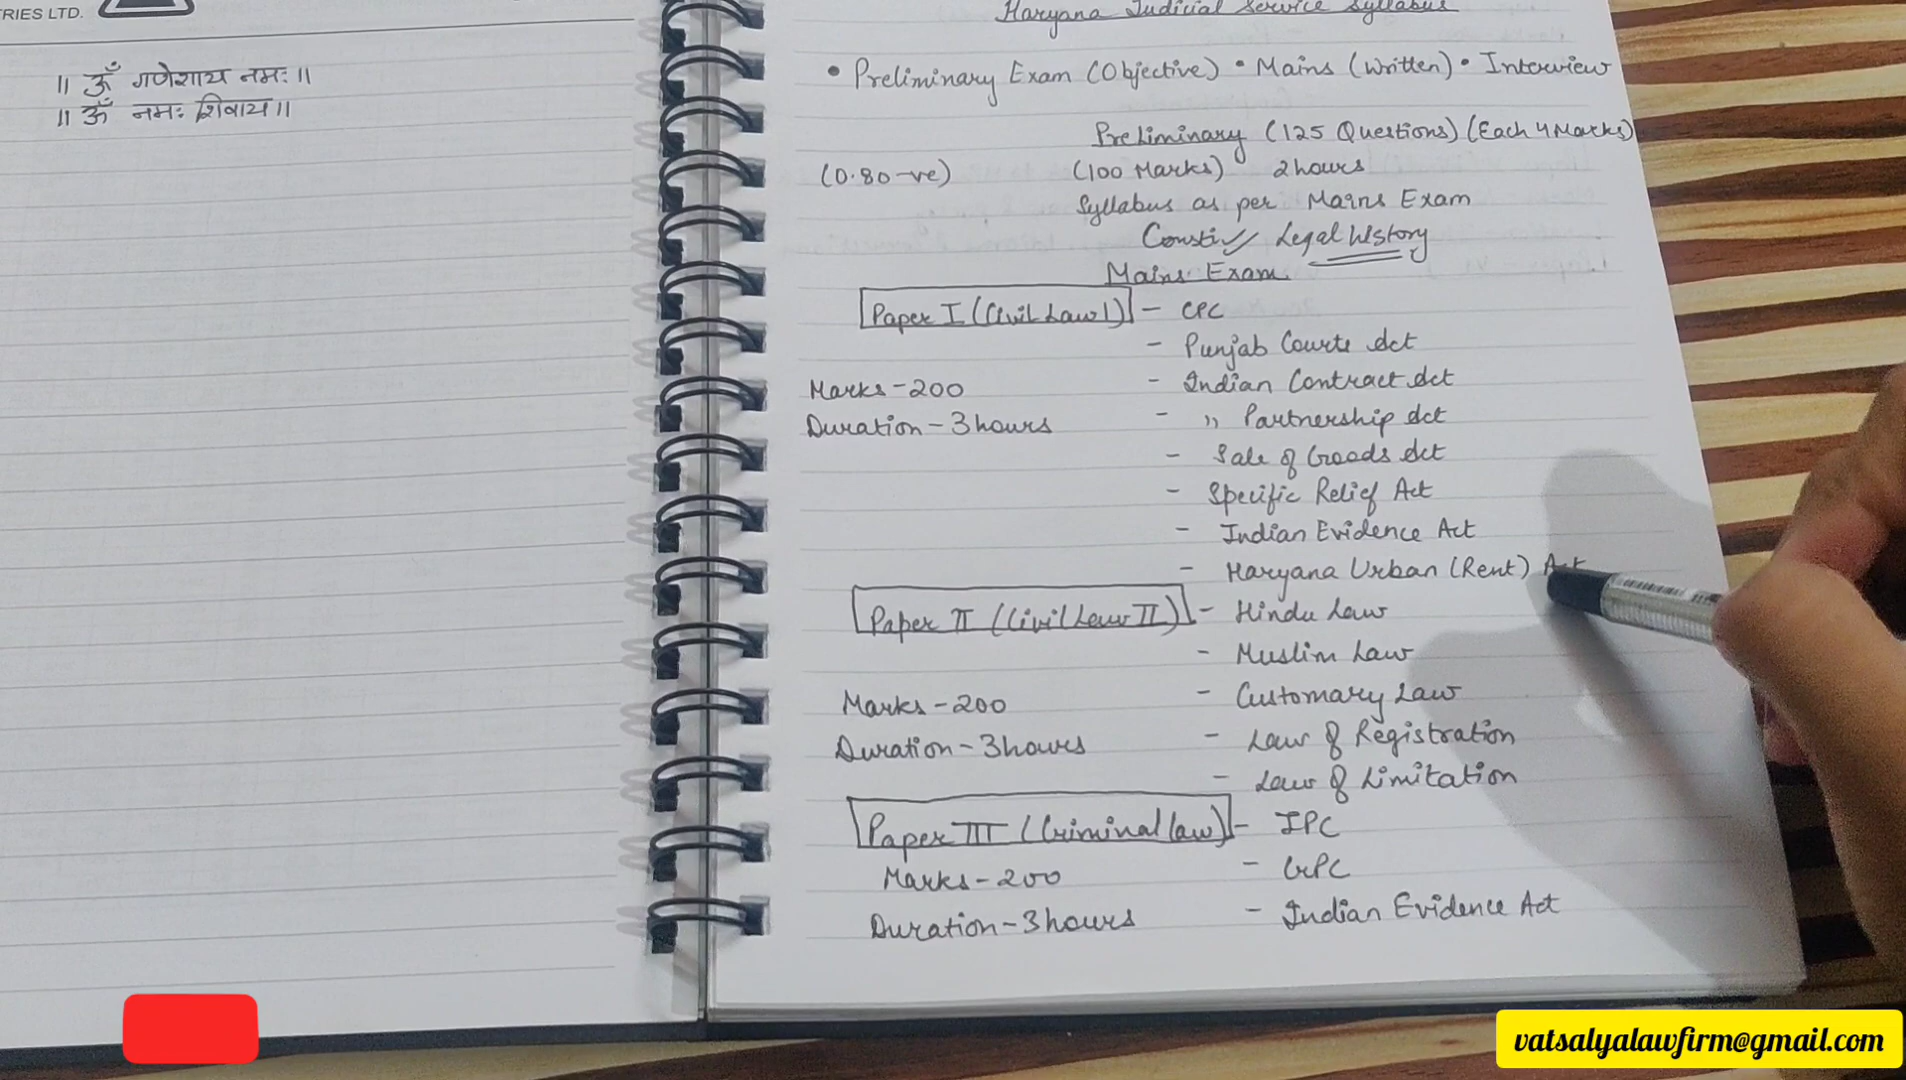 RIES LTD.
॥ ॐ गणेशाय नमः ॥
॥ ॐ नमः शिवाय ॥
Haryana Judicial Service Syllabus
• Preliminary Exam (Objective) • Mains (Written) • Interview
Preliminary (125 Questions) (Each 4 Marks)
(0.80-ve) (100 Marks) 2 hours
Syllabus as per Mains Exam
Consti Legal history
Mains Exam
Paper I (Civil Law I) - CPC
- Punjab Courts Act
Marks - 200 - Indian Contract Act
Duration - 3 hours - ,, Partnership Act
- Sale of Goods Act
- Specific Relief Act
- Indian Evidence Act
- Haryana Urban (Rent) Act
Paper II (Civil Law II) - Hindu Law
- Muslim Law
Marks - 200 - Customary Law
Duration - 3 hours - Law of Registration
- Law of Limitation
Paper III (Criminal law) - IPC
Marks - 200 - CrPC
Duration - 3 hours - Indian Evidence Act
vatsalyalawfirm@gmail.com